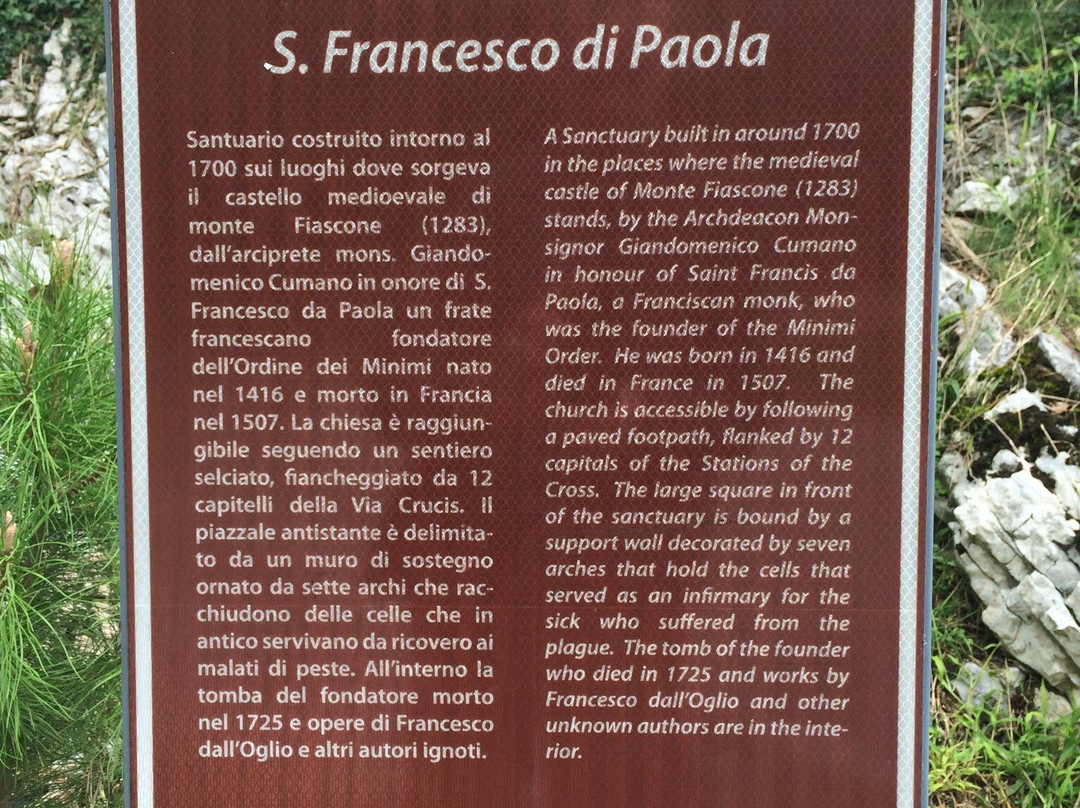 S. Francesco di Paola
Santuario costruito intorno al
1700 sui luoghi dove sorgeva
il castello medioevale di
monte Fiascone (1283),
dall'arciprete mons. Giando-
menico Cumano in onore di S.
Francesco da Paola un frate
francescano fondatore
dell'Ordine dei Minimi nato
nel 1416 e morto in Francia
nel 1507. La chiesa è raggiun-
gibile seguendo un sentiero
selciato, fiancheggiato da 12
capitelli della Via Crucis. Il
piazzale antistante è delimita-
to da un muro di sostegno
ornato da sette archi che rac-
chiudono delle celle che in
antico servivano da ricovero ai
malati di peste. All'interno la
tomba del fondatore morto
nel 1725 e opere di Francesco
dall'Oglio e altri autori ignoti.
A Sanctuary built in around 1700
in the places where the medieval
castle of Monte Fiascone (1283)
stands, by the Archdeacon Mon-
signor Giandomenico Cumano
in honour of Saint Francis da
Paola, a Franciscan monk, who
was the founder of the Minimi
Order. He was born in 1416 and
died in France in 1507. The
church is accessible by following
a paved footpath, flanked by 12
capitals of the Stations of the
Cross. The large square in front
of the sanctuary is bound by a
support wall decorated by seven
arches that hold the cells that
served as an infirmary for the
sick who suffered from the
plague. The tomb of the founder
who died in 1725 and works by
Francesco dall'Oglio and other
unknown authors are in the inte-
rior.